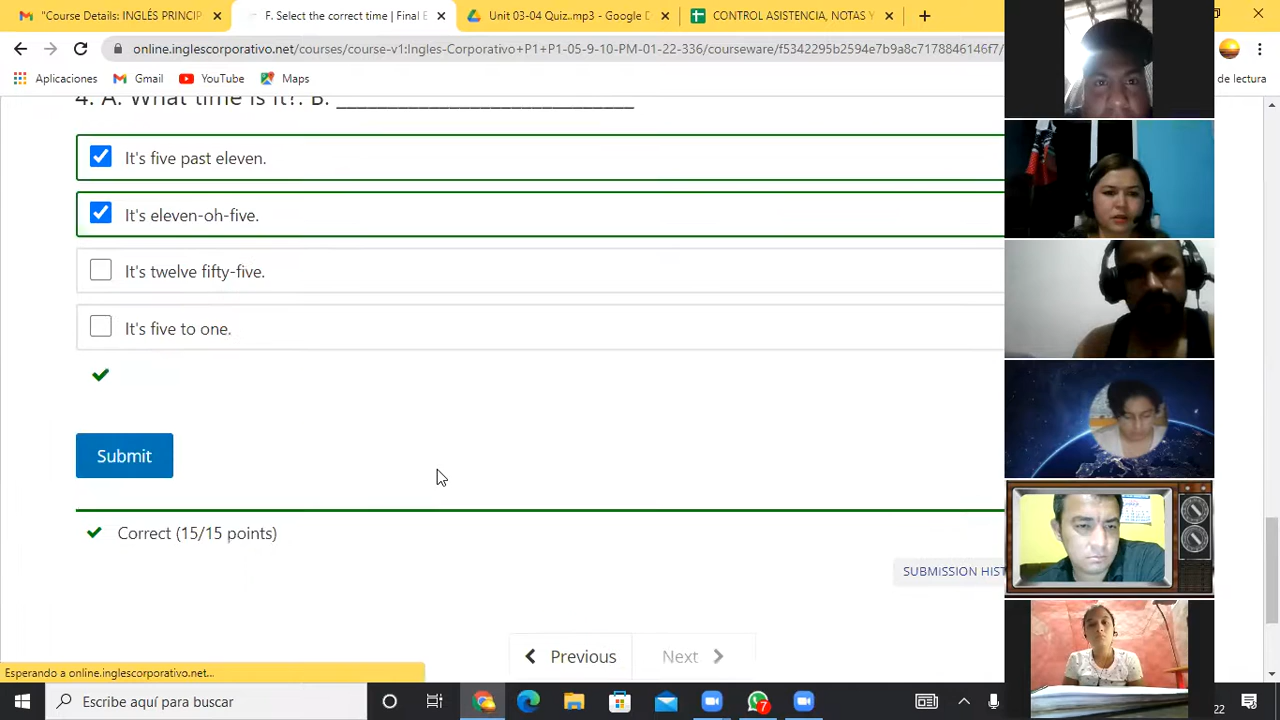 "Course Details: INGLÉS PRINCIP
F. Select the correct time | Final E
Unit 03-04 Quiz..mp3 - Google D
CONTROL ASISTENCIA, NOTAS Y
online.inglescorporativo.net/courses/course-v1:Ingles-Corporativo+P1+P1-05-9-10-PM-01-22-336/courseware/f5342295b2594e7b9a8c7178846146f7/
Aplicaciones
Gmail
YouTube
Maps
de lectura
4. A. What time is it?. B. ____________________________
It's five past eleven.
It's eleven-oh-five.
It's twelve fifty-five.
It's five to one.
Submit
Correct (15/15 points)
SUBMISSION HIST
Previous
Next
Esperando a online.inglescorporativo.net...
Escribe aquí para buscar
7
22